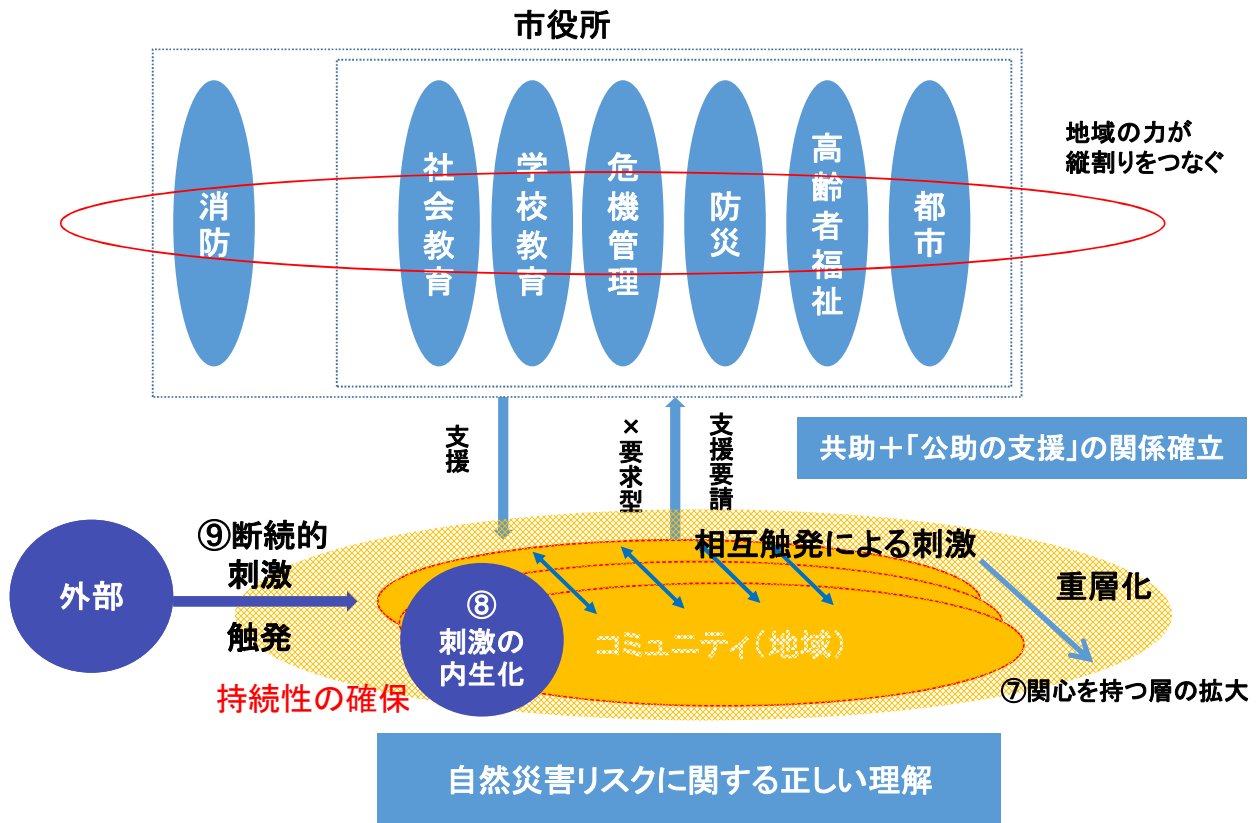 市役所
消防
社会教育
学校教育
危機管理
防災
高齢者福祉
都市
地域の力が
縦割りをつなぐ
支援
×要求型
支援要請
共助＋「公助の支援」の関係確立
外部
⑨断続的
刺激
触発
持続性の確保
⑧
刺激の
内生化
相互触発による刺激
コミュニティ(地域)
重層化
⑦関心を持つ層の拡大
自然災害リスクに関する正しい理解